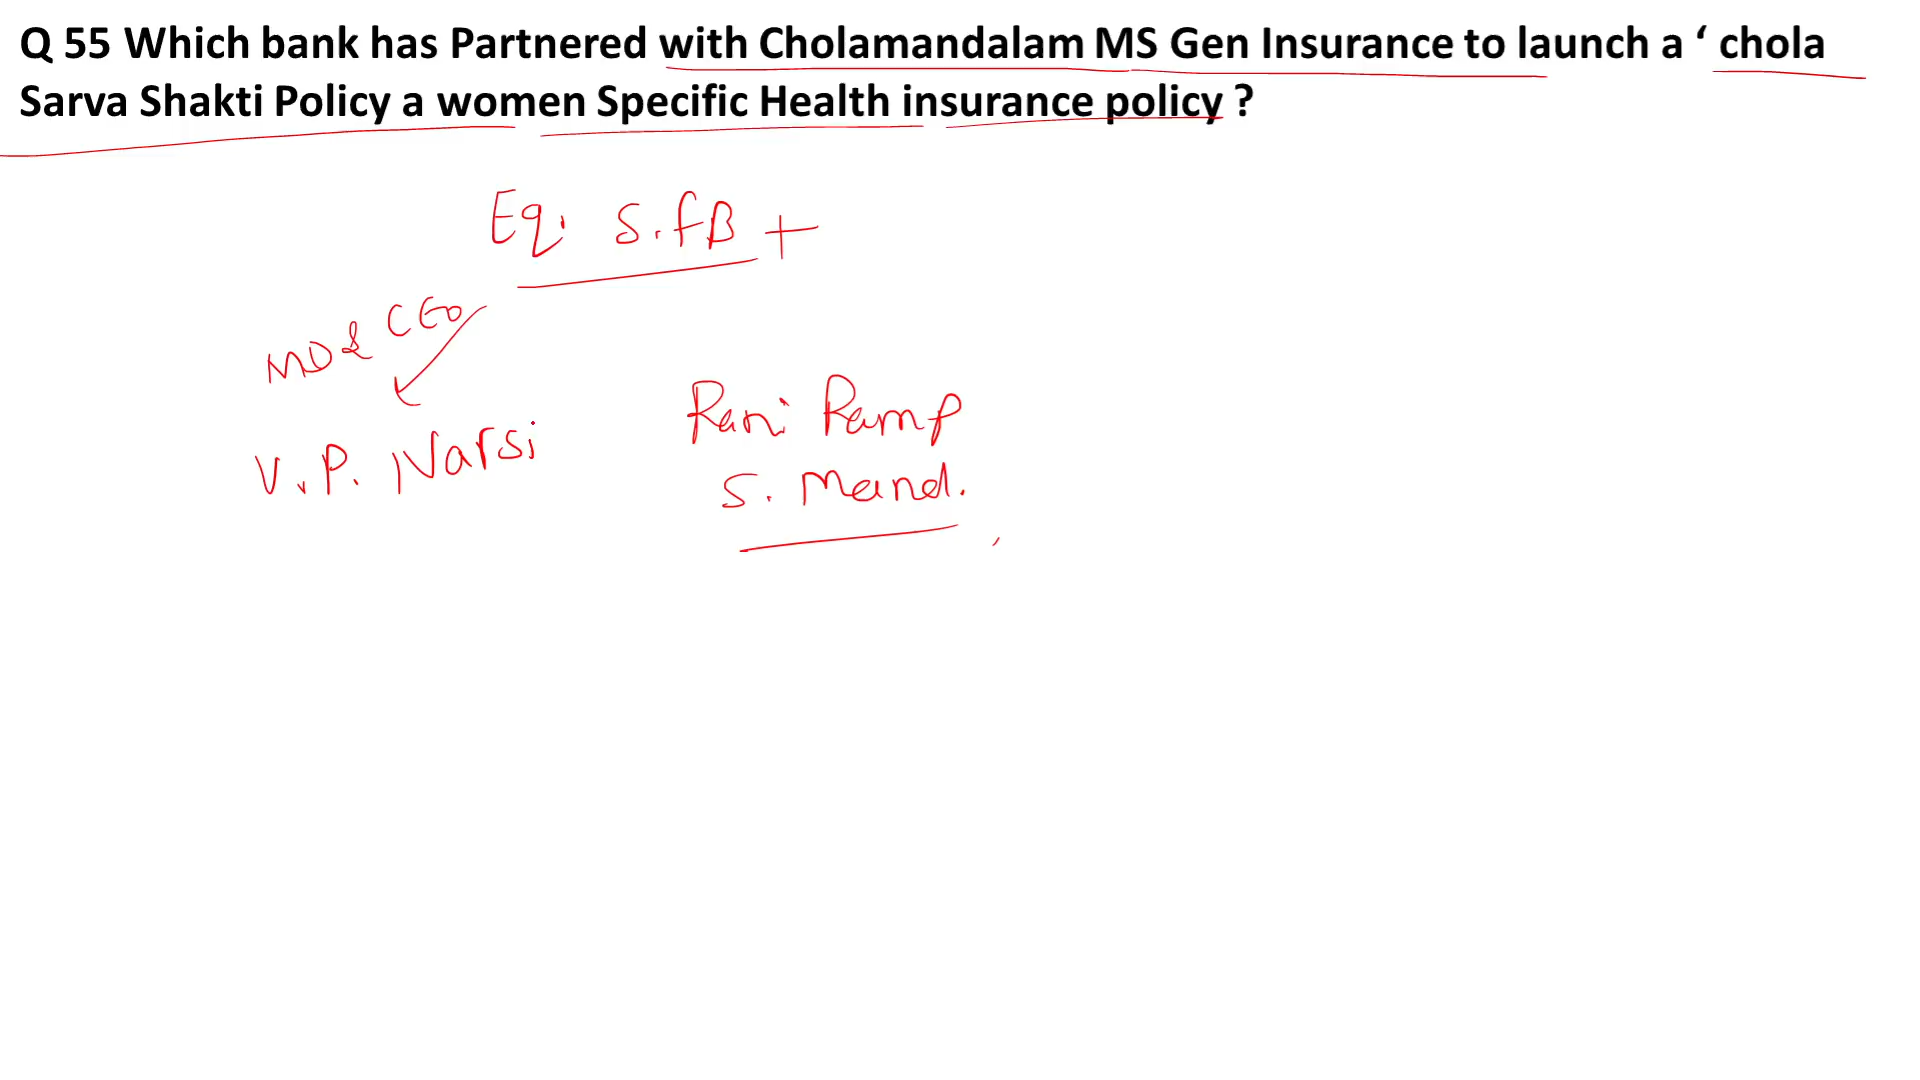 Q 55 Which bank has Partnered with Cholamandalam MS Gen Insurance to launch a ‘ chola
Sarva Shakti Policy a women Specific Health insurance policy ?
Eq. S.FB +
MD & CEO
V.P. Narsi
Rani Ramp
S. Mand.